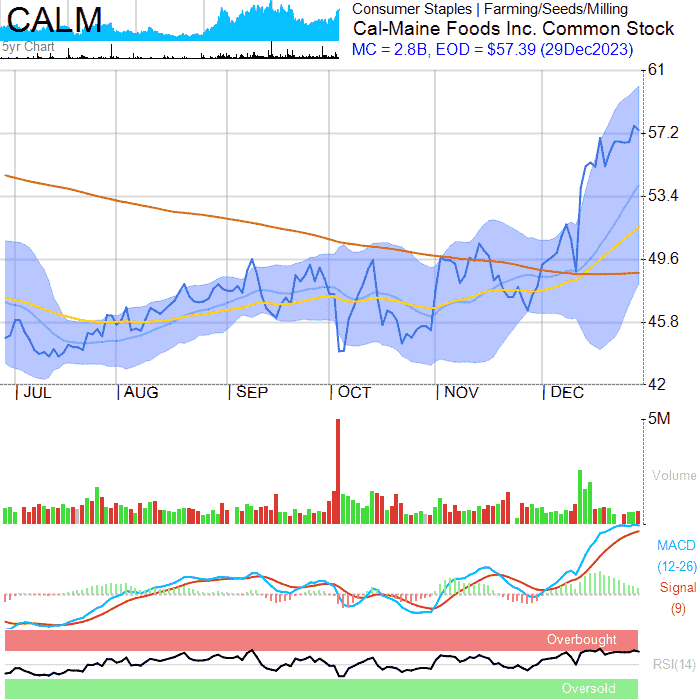 CALM
5yr Chart
Consumer Staples | Farming/Seeds/Milling
Cal-Maine Foods Inc. Common Stock
MC = 2.8B, EOD = $57.39 (29Dec2023)
61
57.2
53.4
49.6
45.8
42
|JUL |AUG |SEP |OCT |NOV |DEC
5M
Volume
MACD
(12-26)
Signal
(9)
Overbought
RSI(14)
Oversold